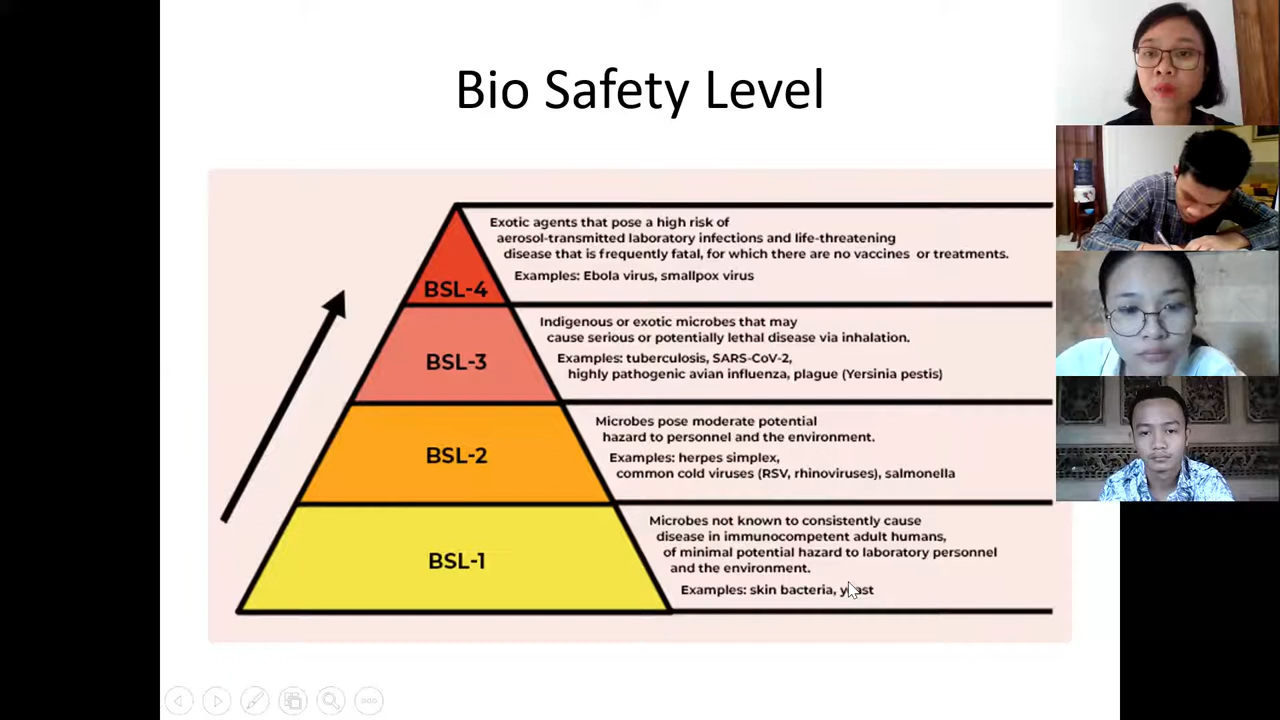 Bio Safety Level
Exotic agents that pose a high risk of
aerosol-transmitted laboratory infections and life-threatening
disease that is frequently fatal, for which there are no vaccines or treatments.
Examples: Ebola virus, smallpox virus
BSL-4
Indigenous or exotic microbes that may
cause serious or potentially lethal disease via inhalation.
Examples: tuberculosis, SARS-CoV-2,
highly pathogenic avian influenza, plague (Yersinia pestis)
BSL-3
Microbes pose moderate potential
hazard to personnel and the environment.
Examples: herpes simplex,
common cold viruses (RSV, rhinoviruses), salmonella
BSL-2
Microbes not known to consistently cause
disease in immunocompetent adult humans,
of minimal potential hazard to laboratory personnel
and the environment.
Examples: skin bacteria, yeast
BSL-1